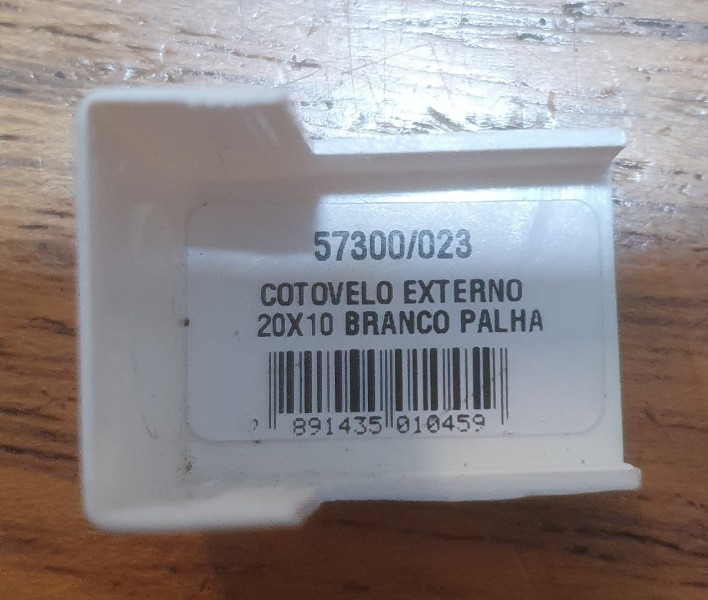 57300/023
COTOVELO EXTERNO
20X10 BRANCO PALHA
891435 010459